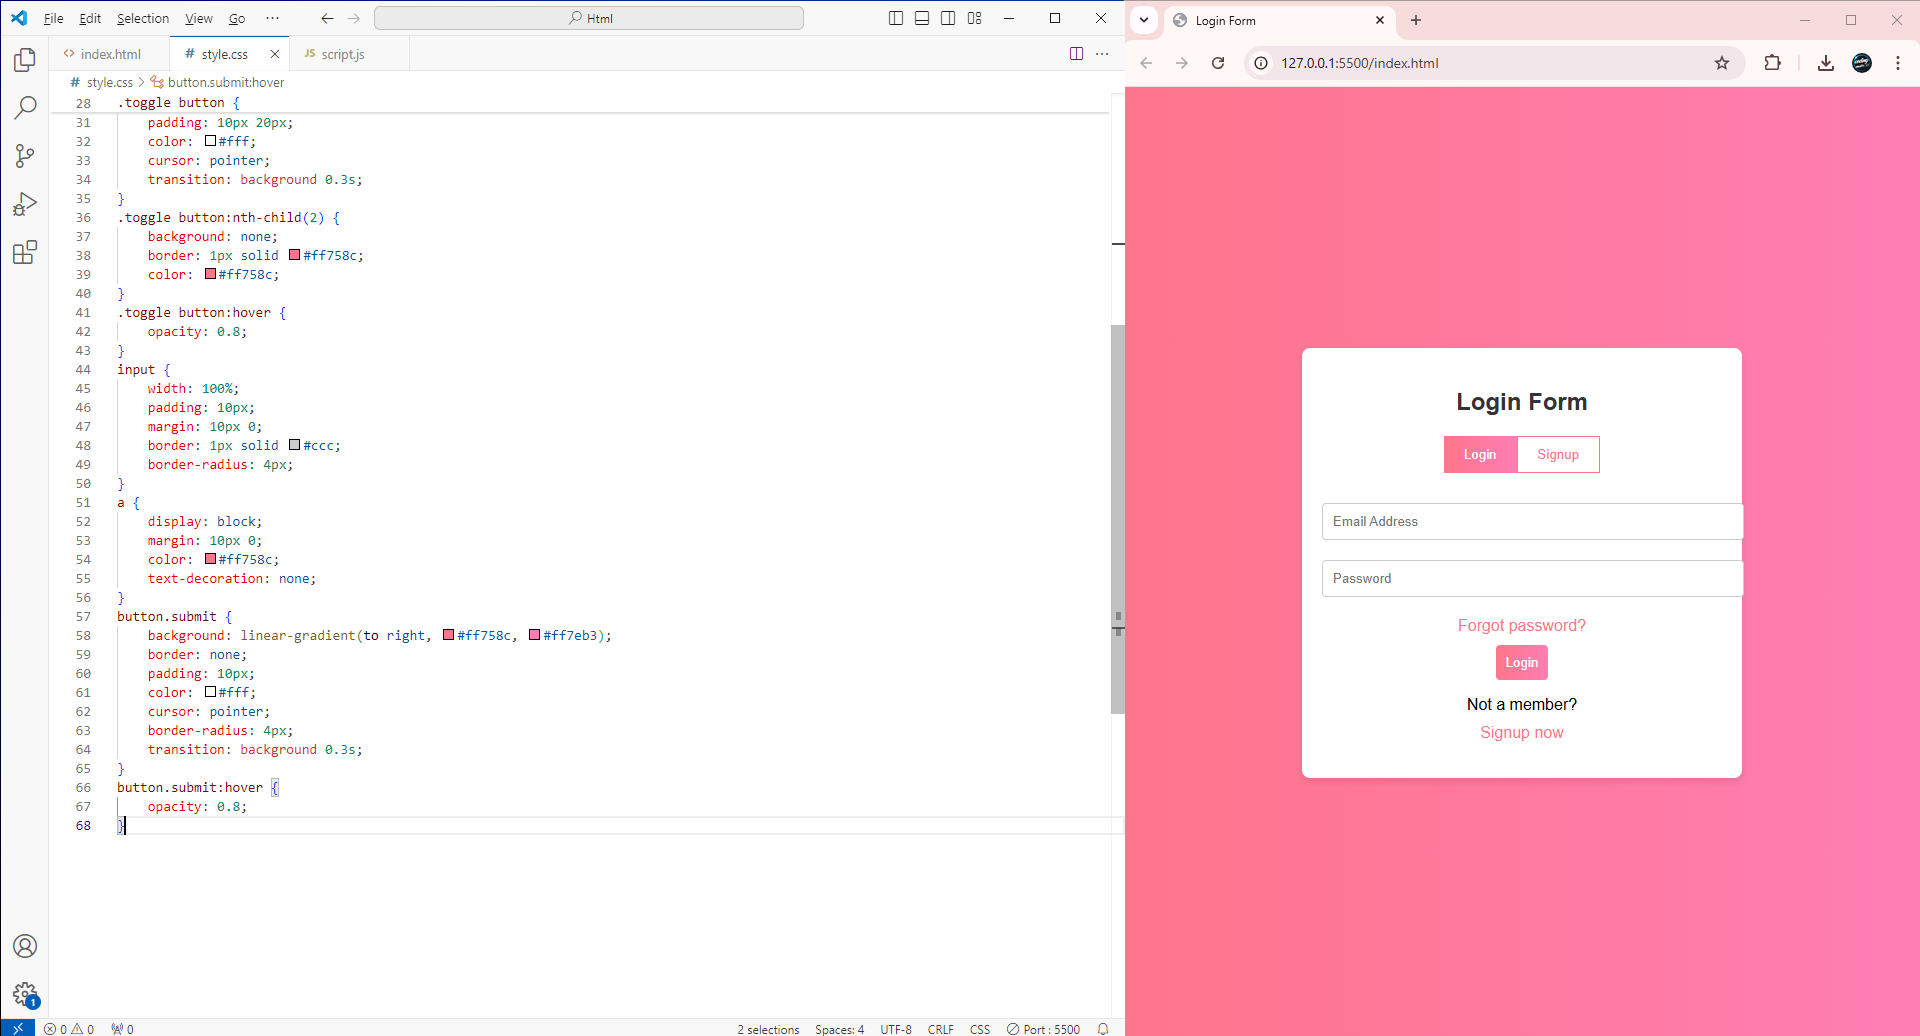 File Edit Selection View Go ··· Html
index.html
# style.css
JS script.js
# style.css > button.submit:hover
28 .toggle button {
31 padding: 10px 20px;
32 color: #fff;
33 cursor: pointer;
34 transition: background 0.3s;
35 }
36 .toggle button:nth-child(2) {
37 background: none;
38 border: 1px solid #ff758c;
39 color: #ff758c;
40 }
41 .toggle button:hover {
42 opacity: 0.8;
43 }
44 input {
45 width: 100%;
46 padding: 10px;
47 margin: 10px 0;
48 border: 1px solid #ccc;
49 border-radius: 4px;
50 }
51 a {
52 display: block;
53 margin: 10px 0;
54 color: #ff758c;
55 text-decoration: none;
56 }
57 button.submit {
58 background: linear-gradient(to right, #ff758c, #ff7eb3);
59 border: none;
60 padding: 10px;
61 color: #fff;
62 cursor: pointer;
63 border-radius: 4px;
64 transition: background 0.3s;
65 }
66 button.submit:hover {
67 opacity: 0.8;
68 }
1
0 0 0 2 selections Spaces: 4 UTF-8 CRLF CSS Port : 5500
Login Form
127.0.0.1:5500/index.html
Login Form
Login Signup
Email Address
Password
Forgot password?
Login
Not a member?
Signup now